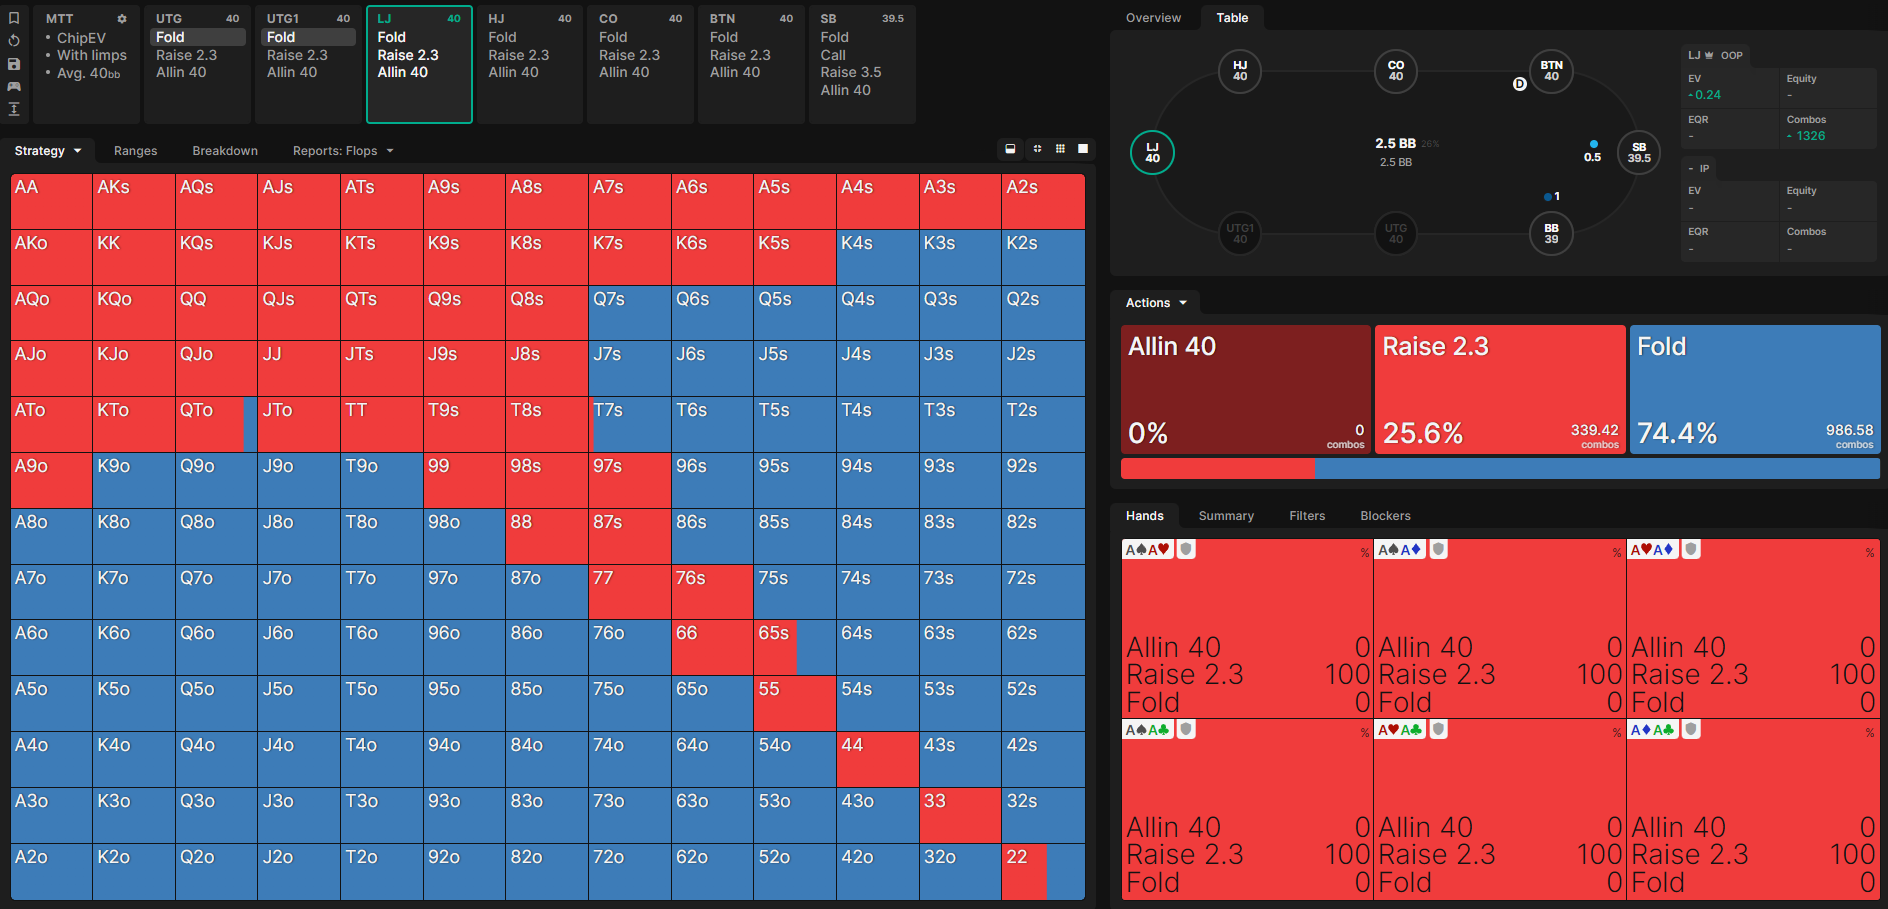 MTT
ChipEV
With limps
Avg. 40bb
UTG 40
Fold
Raise 2.3
Allin 40
UTG1 40
Fold
Raise 2.3
Allin 40
LJ 40
Fold
Raise 2.3
Allin 40
HJ 40
Fold
Raise 2.3
Allin 40
CO 40
Fold
Raise 2.3
Allin 40
BTN 40
Fold
Raise 2.3
Allin 40
SB 39.5
Fold
Call
Raise 3.5
Allin 40
Strategy Ranges Breakdown Reports: Flops
AA AKs AQs AJs ATs A9s A8s A7s A6s A5s A4s A3s A2s
AKo KK KQs KJs KTs K9s K8s K7s K6s K5s K4s K3s K2s
AQo KQo QQ QJs QTs Q9s Q8s Q7s Q6s Q5s Q4s Q3s Q2s
AJo KJo QJo JJ JTs J9s J8s J7s J6s J5s J4s J3s J2s
ATo KTo QTo JTo TT T9s T8s T7s T6s T5s T4s T3s T2s
A9o K9o Q9o J9o T9o 99 98s 97s 96s 95s 94s 93s 92s
A8o K8o Q8o J8o T8o 98o 88 87s 86s 85s 84s 83s 82s
A7o K7o Q7o J7o T7o 97o 87o 77 76s 75s 74s 73s 72s
A6o K6o Q6o J6o T6o 96o 86o 76o 66 65s 64s 63s 62s
A5o K5o Q5o J5o T5o 95o 85o 75o 65o 55 54s 53s 52s
A4o K4o Q4o J4o T4o 94o 84o 74o 64o 54o 44 43s 42s
A3o K3o Q3o J3o T3o 93o 83o 73o 63o 53o 43o 33 32s
A2o K2o Q2o J2o T2o 92o 82o 72o 62o 52o 42o 32o 22
Overview Table
HJ
40
CO
40
BTN
40
D
LJ
40
2.5 BB 26%
2.5 BB
0.5
SB
39.5
1
UTG1
40
UTG
40
BB
39
LJ OOP
EV Equity
0.24 -
EQR Combos
- 1326
- IP
EV Equity
- -
EQR Combos
- -
Actions
Allin 40
0%
0
combos
Raise 2.3
25.6%
339.42
combos
Fold
74.4%
986.58
combos
Hands Summary Filters Blockers
A♠A♥ % A♠A♦ % A♥A♦ %
Allin 40 0 Allin 40 0 Allin 40 0
Raise 2.3 100 Raise 2.3 100 Raise 2.3 100
Fold 0 Fold 0 Fold 0
A♠A♣ % A♥A♣ % A♦A♣ %
Allin 40 0 Allin 40 0 Allin 40 0
Raise 2.3 100 Raise 2.3 100 Raise 2.3 100
Fold 0 Fold 0 Fold 0